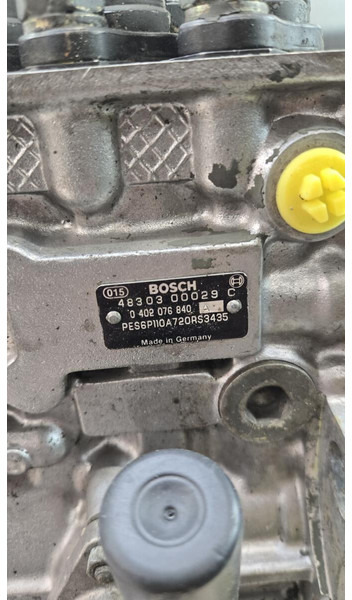 015 BOSCH
48303 00029 C
0 402 076 840
PES6P110A720RS3435
Made in Germany